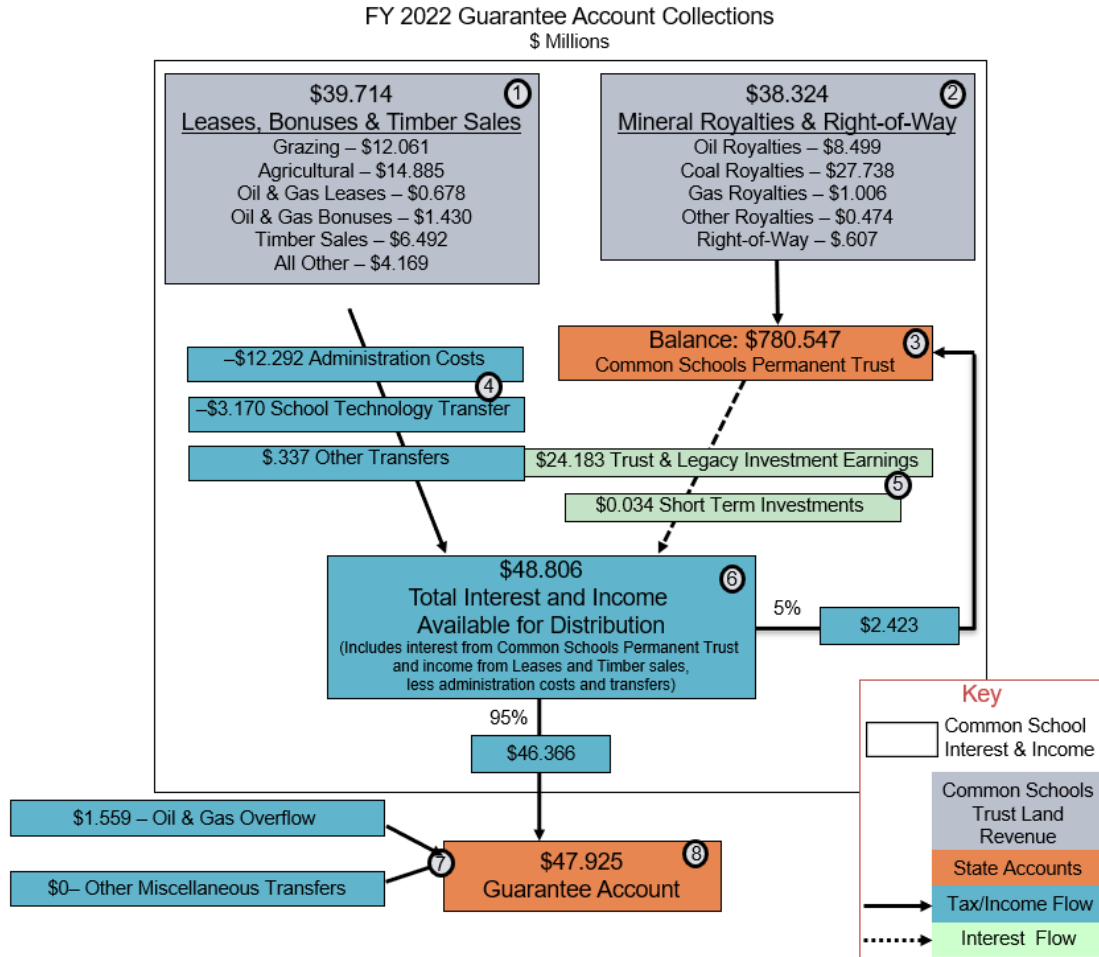 FY 2022 Guarantee Account Collections
$ Millions
$39.714
1
Leases, Bonuses & Timber Sales
Grazing – $12.061
Agricultural – $14.885
Oil & Gas Leases – $0.678
Oil & Gas Bonuses – $1.430
Timber Sales – $6.492
All Other – $4.169
$38.324
2
Mineral Royalties & Right-of-Way
Oil Royalties – $8.499
Coal Royalties – $27.738
Gas Royalties – $1.006
Other Royalties – $0.474
Right-of-Way – $.607
Balance: $780.547
3
Common Schools Permanent Trust
–$12.292 Administration Costs
4
–$3.170 School Technology Transfer
$.337 Other Transfers
$24.183 Trust & Legacy Investment Earnings
5
$0.034 Short Term Investments
$48.806
6
Total Interest and Income
Available for Distribution
(Includes interest from Common Schools Permanent Trust
and income from Leases and Timber sales,
less administration costs and transfers)
5%
$2.423
95%
$46.366
$1.559 – Oil & Gas Overflow
7
$0– Other Miscellaneous Transfers
$47.925
8
Guarantee Account
Key
Common School
Interest & Income
Common Schools
Trust Land
Revenue
State Accounts
Tax/Income Flow
Interest Flow